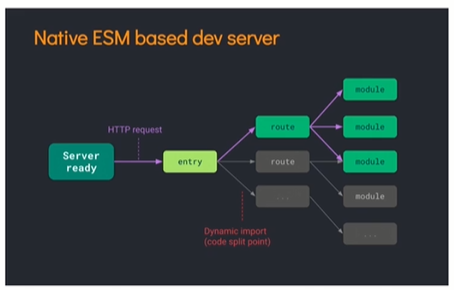 Native ESM based dev server
HTTP request
Server
ready
entry
route
route
...
module
module
module
module
...
Dynamic import
(code split point)